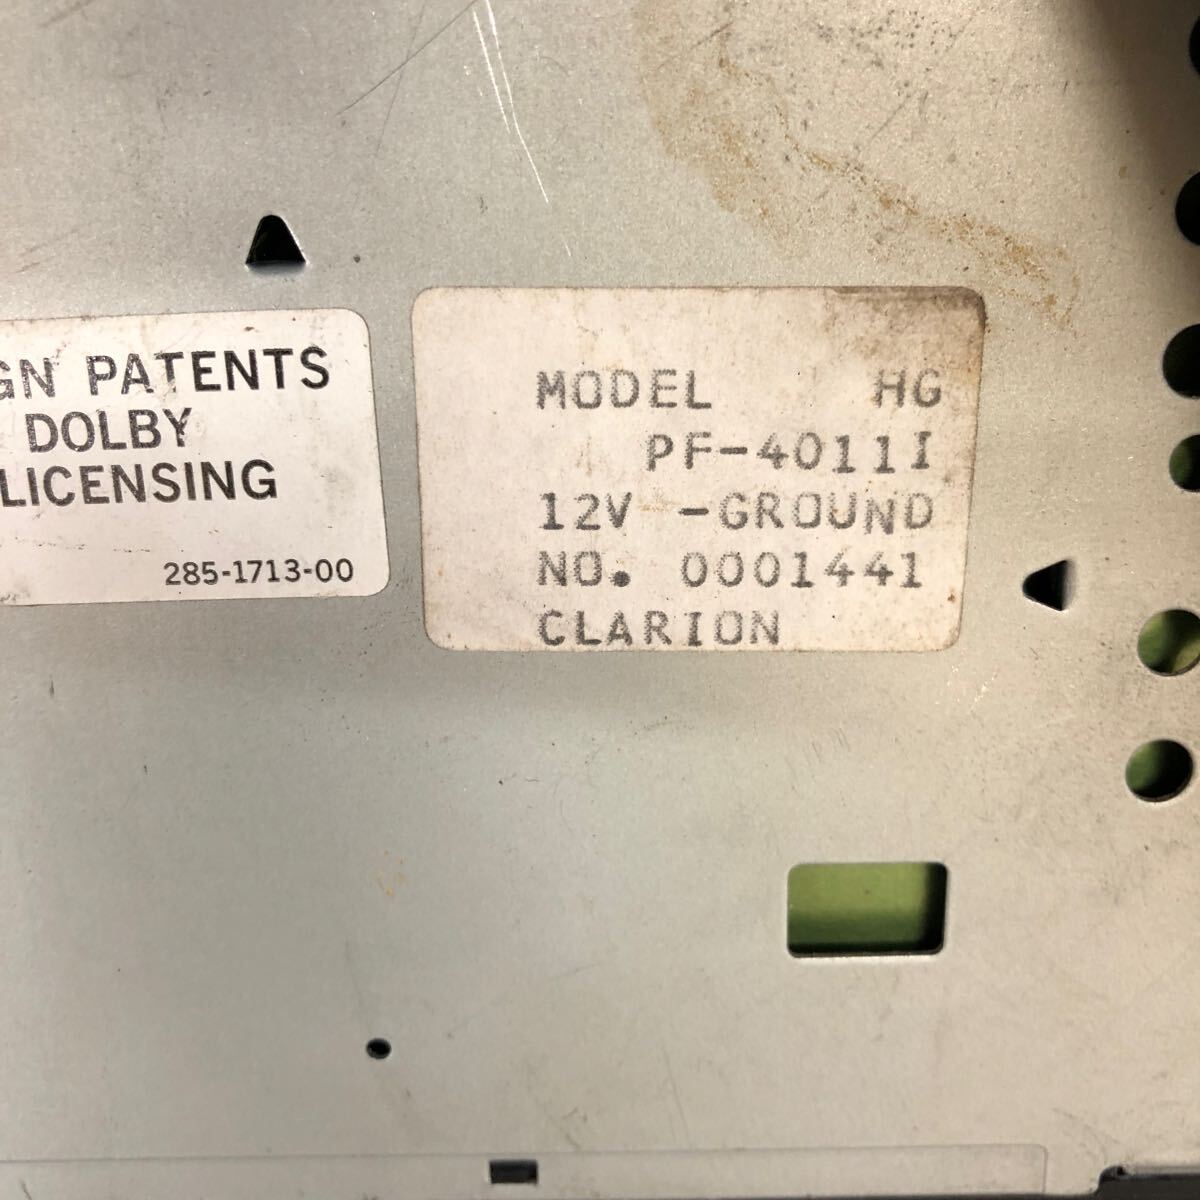 GN PATENTS
DOLBY
LICENSING
285-1713-00
MODEL HG
PF-4011I
12V -GROUND
NO. 0001441
CLARION